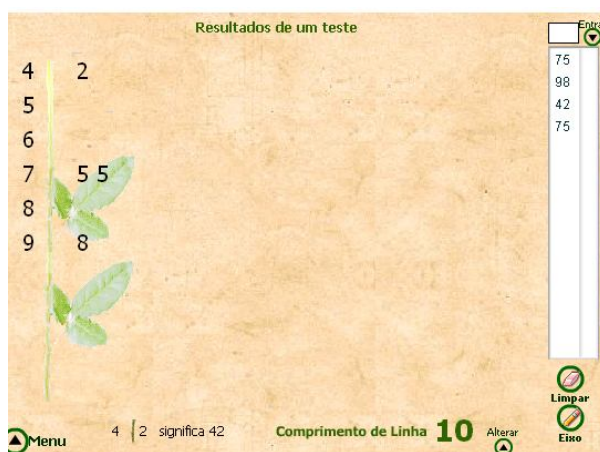 Resultados de um teste
Entra
4 2
5
6
7 5 5
8
9 8
75
98
42
75
Limpar
Eixo
Menu
4 2 significa 42
Comprimento de Linha 10
Alterar